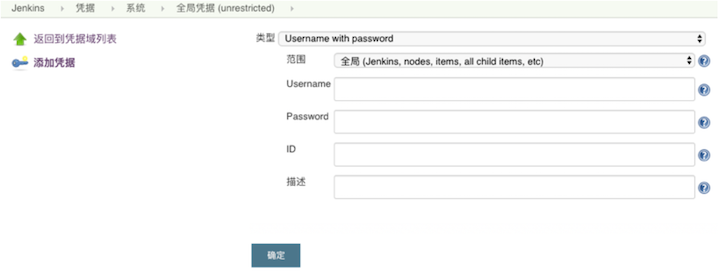 Jenkins 凭据 系统 全局凭据 (unrestricted)
返回到凭据域列表
添加凭据
类型 Username with password
范围 全局 (Jenkins, nodes, items, all child items, etc)
Username
Password
ID
描述
确定